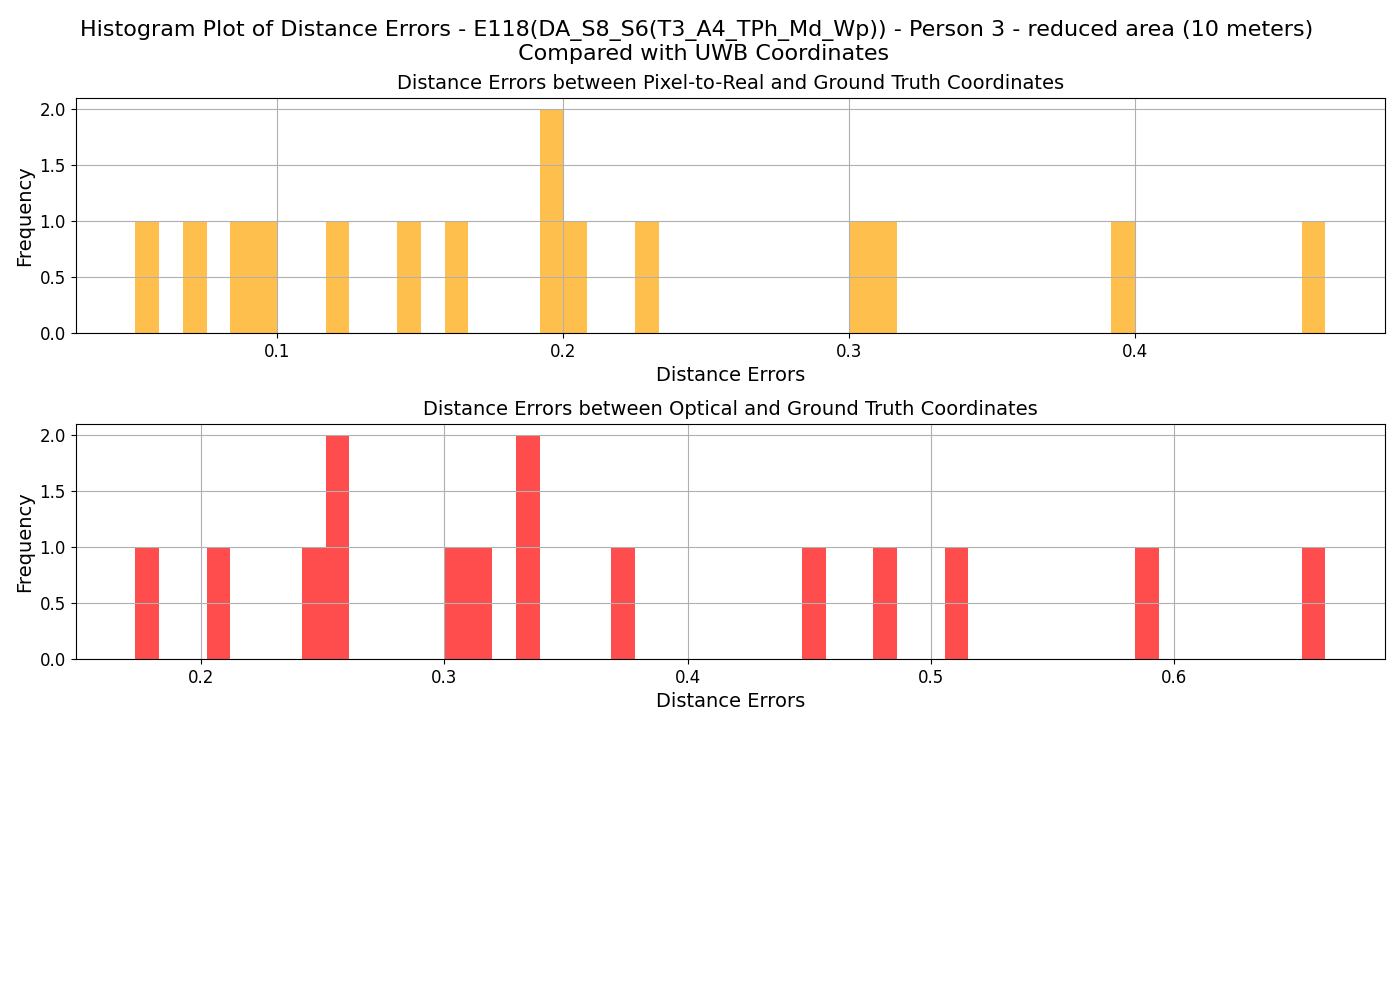 Histogram Plot of Distance Errors - E118(DA_S8_S6(T3_A4_TPh_Md_Wp)) - Person 3 - reduced area (10 meters)
Compared with UWB Coordinates
Distance Errors between Pixel-to-Real and Ground Truth Coordinates
2.0
1.5
1.0
0.5
0.0
Frequency
0.1 0.2 0.3 0.4
Distance Errors
Distance Errors between Optical and Ground Truth Coordinates
2.0
1.5
1.0
0.5
0.0
Frequency
0.2 0.3 0.4 0.5 0.6
Distance Errors